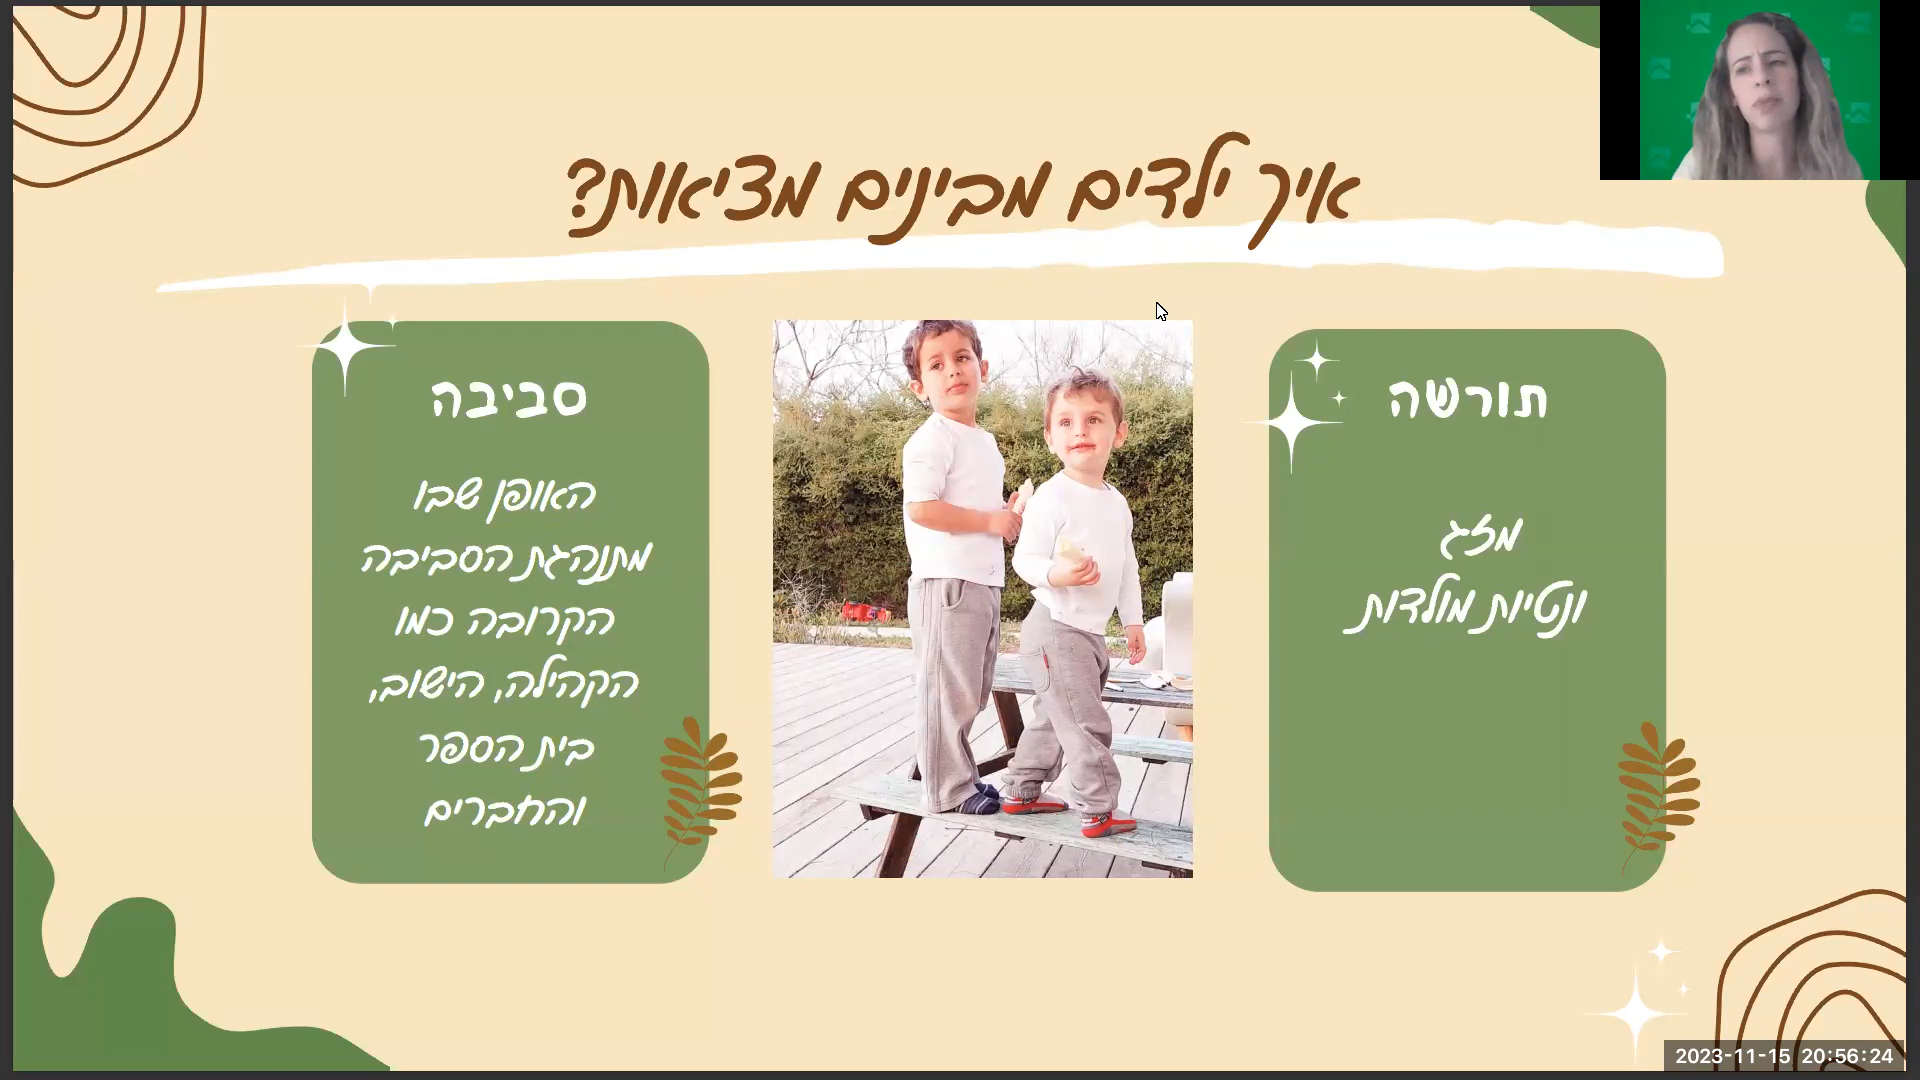 איך ילדים מבינים מציאות?
תורשה
מזג
ונטיות מולדות
סביבה
האופן שבו
מתנהגת הסביבה
הקרובה כמו
הקהילה, הישוב,
בית הספר
והחברים
2023-11-15 20:56:24